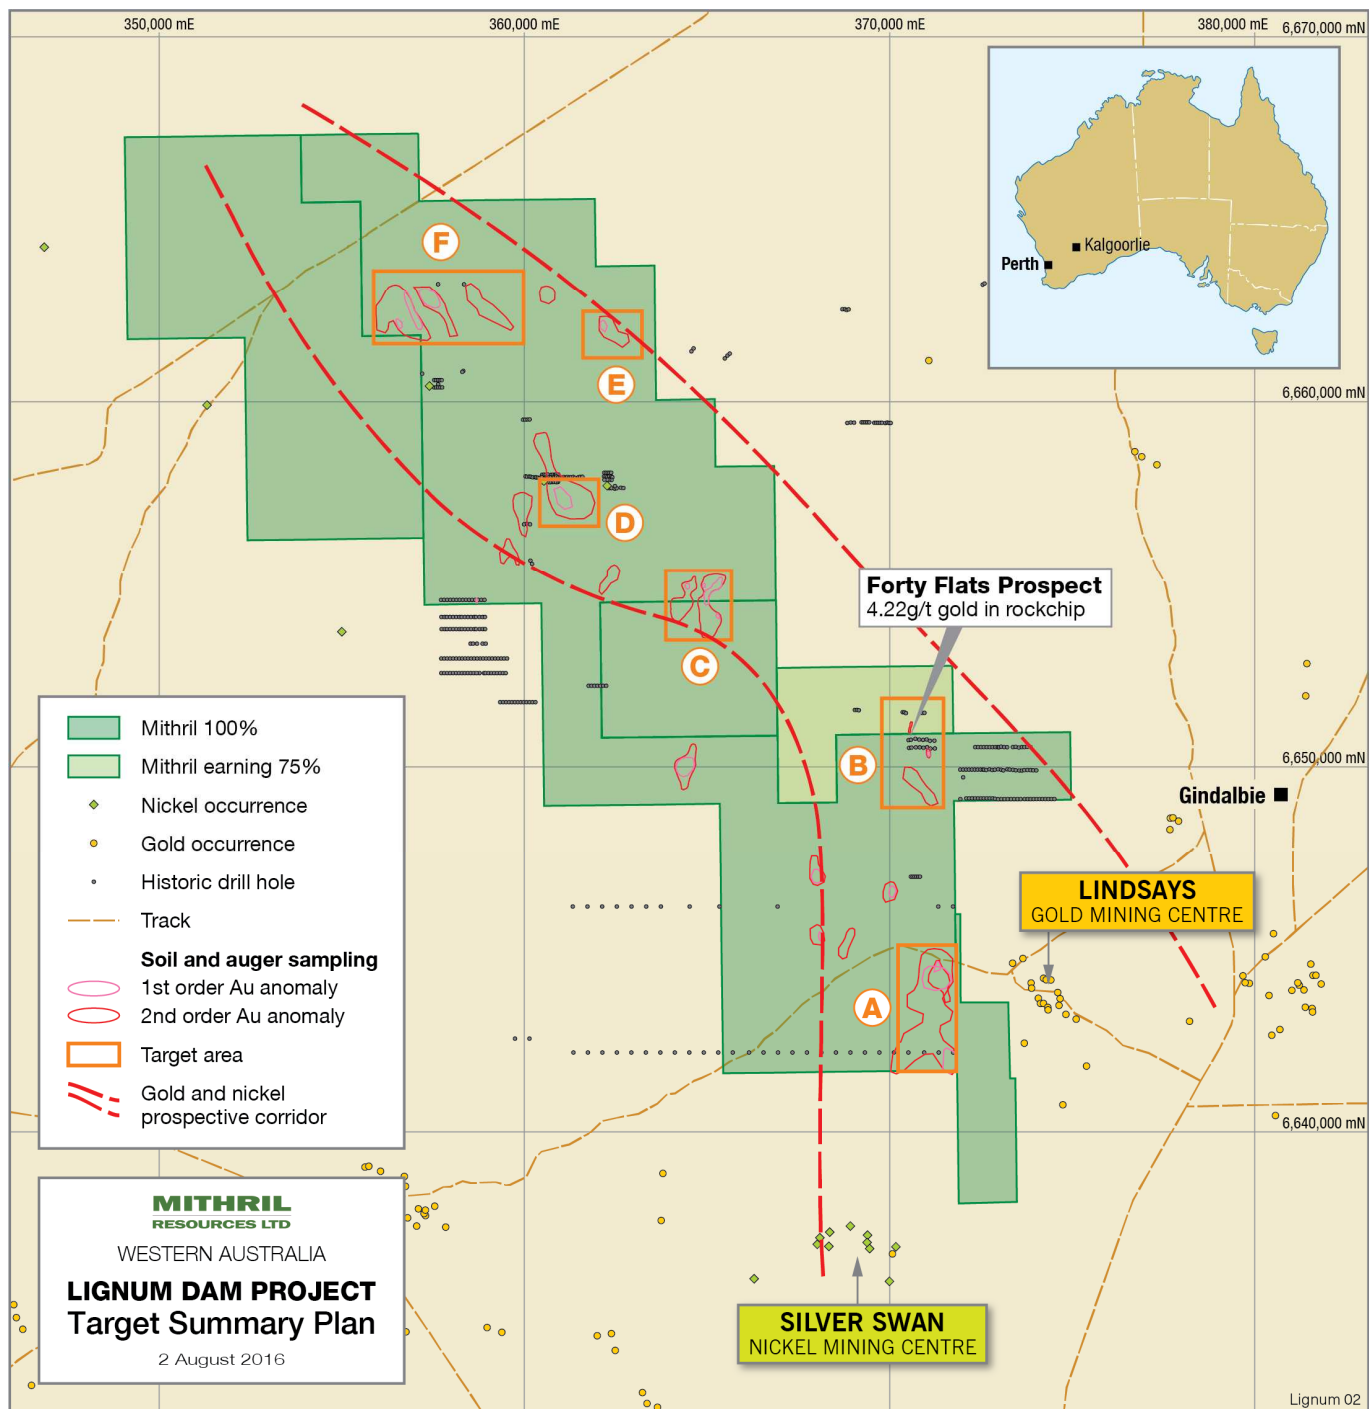 350,000 mE
360,000 mE
370,000 mE
380,000 mE
6,670,000 mN
Kalgoorlie
Perth
F
E
6,660,000 mN
D
Forty Flats Prospect
4.22g/t gold in rockchip
C
B
6,650,000 mN
Gindalbie
LINDSAYS
GOLD MINING CENTRE
A
6,640,000 mN
Mithril 100%
Mithril earning 75%
Nickel occurrence
Gold occurrence
Historic drill hole
Track
Soil and auger sampling
1st order Au anomaly
2nd order Au anomaly
Target area
Gold and nickel
prospective corridor
MITHRIL
RESOURCES LTD
WESTERN AUSTRALIA
LIGNUM DAM PROJECT
Target Summary Plan
2 August 2016
SILVER SWAN
NICKEL MINING CENTRE
Lignum 02